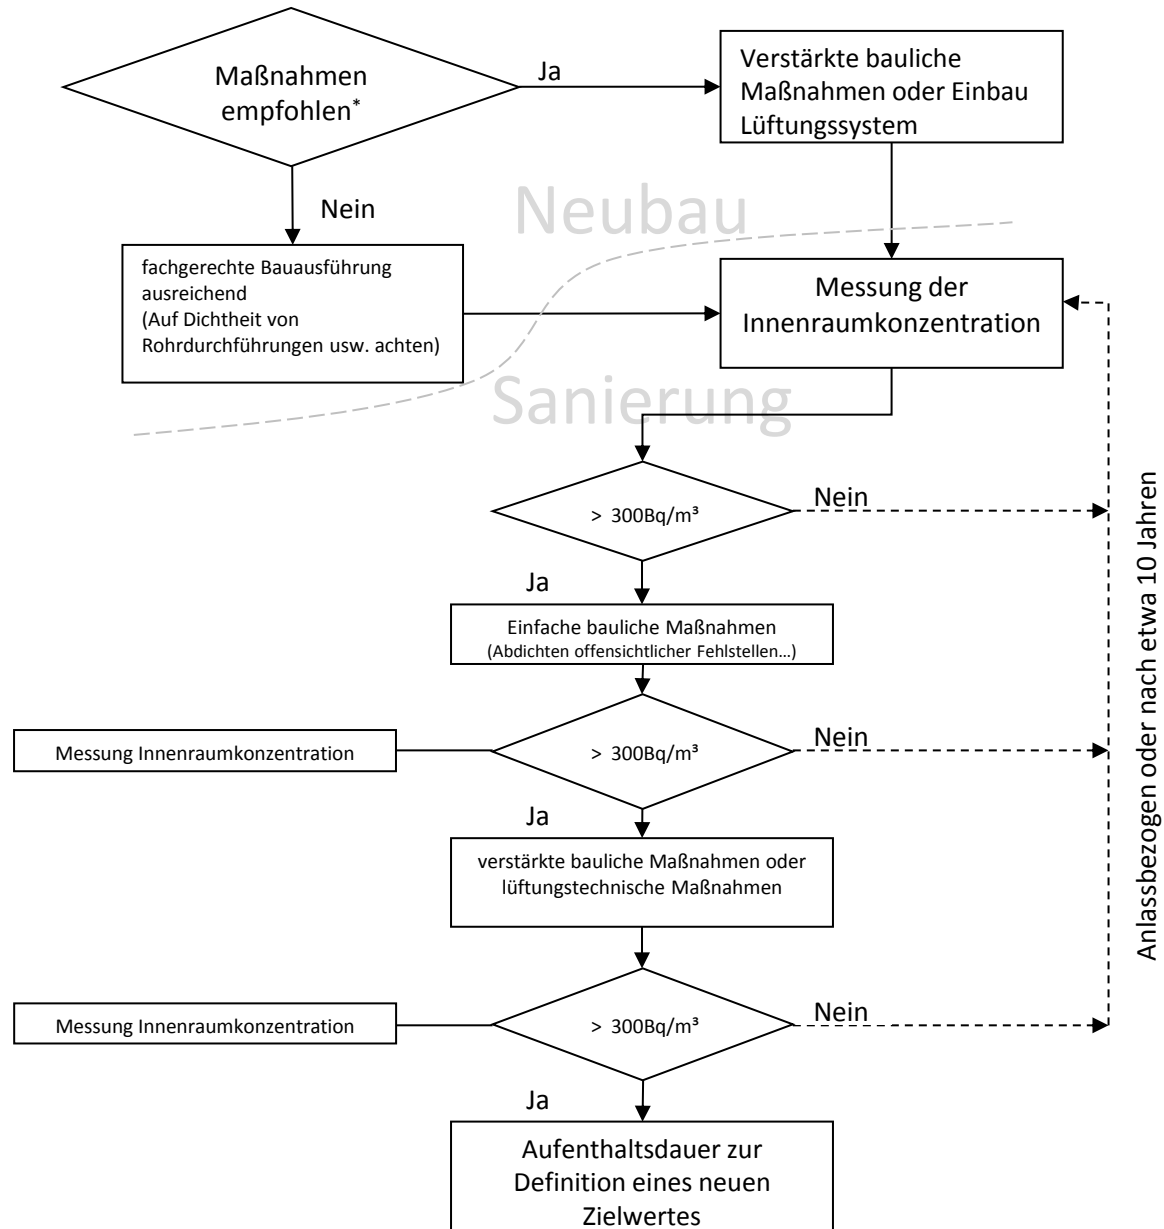 Maßnahmen
empfohlen*
Ja
Verstärkte bauliche
Maßnahmen oder Einbau
Lüftungssystem
Nein
Neubau
fachgerechte Bauausführung
ausreichend
(Auf Dichtheit von
Rohrdurchführungen usw. achten)
Messung der
Innenraumkonzentration
Sanierung
> 300Bq/m³
Nein
Ja
Einfache bauliche Maßnahmen
(Abdichten offensichtlicher Fehlstellen...)
Messung Innenraumkonzentration
> 300Bq/m³
Nein
Ja
verstärkte bauliche Maßnahmen oder
lüftungstechnische Maßnahmen
Messung Innenraumkonzentration
> 300Bq/m³
Nein
Ja
Aufenthaltsdauer zur
Definition eines neuen
Zielwertes
Anlassbezogen oder nach etwa 10 Jahren